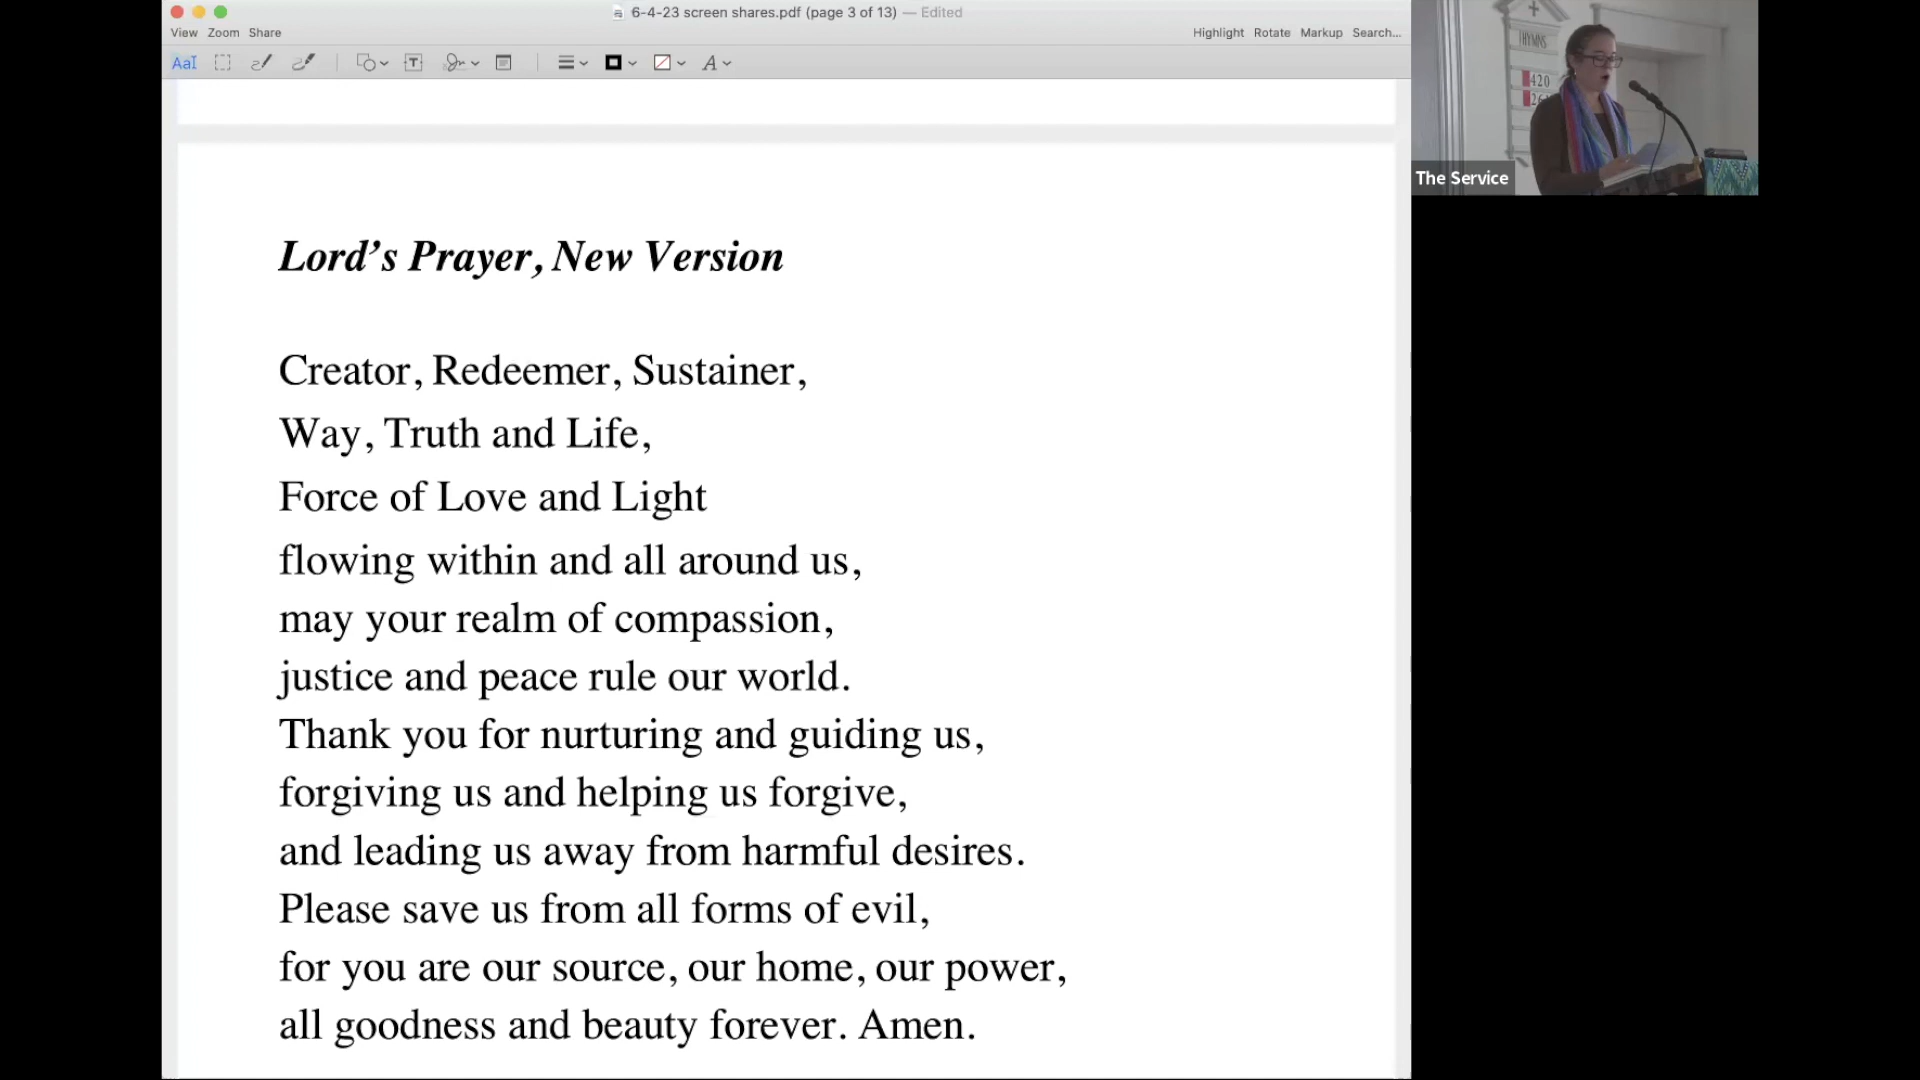 6-4-23 screen shares.pdf (page 3 of 13) — Edited
View Zoom Share
Highlight Rotate Markup Search...
AaI
T
A
HYMNS
420
The Service
Lord's Prayer, New Version
Creator, Redeemer, Sustainer,
Way, Truth and Life,
Force of Love and Light
flowing within and all around us,
may your realm of compassion,
justice and peace rule our world.
Thank you for nurturing and guiding us,
forgiving us and helping us forgive,
and leading us away from harmful desires.
Please save us from all forms of evil,
for you are our source, our home, our power,
all goodness and beauty forever. Amen.